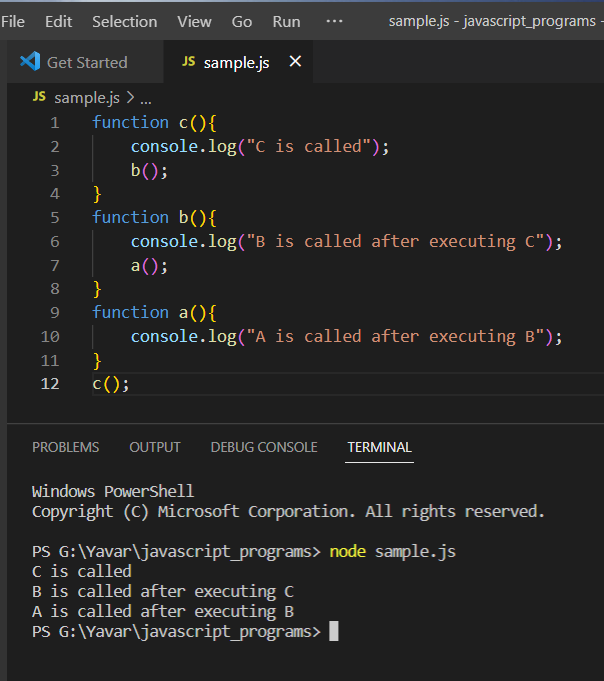 File Edit Selection View Go Run ··· sample.js - javascript_programs -
Get Started JS sample.js ×
JS sample.js > ...
1 function c(){
2     console.log("C is called");
3     b();
4 }
5 function b(){
6     console.log("B is called after executing C");
7     a();
8 }
9 function a(){
10     console.log("A is called after executing B");
11 }
12 c();
PROBLEMS OUTPUT DEBUG CONSOLE TERMINAL
Windows PowerShell
Copyright (C) Microsoft Corporation. All rights reserved.
PS G:\Yavar\javascript_programs> node sample.js
C is called
B is called after executing C
A is called after executing B
PS G:\Yavar\javascript_programs>